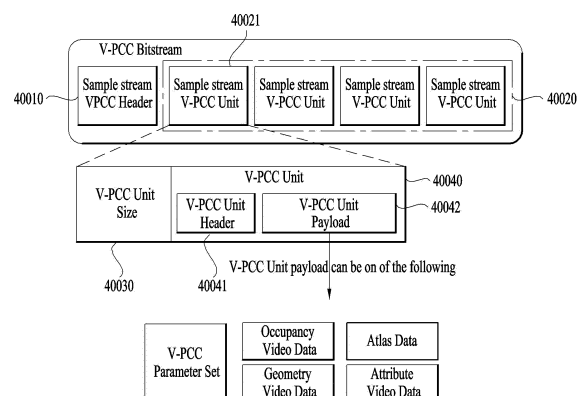 40021
V-PCC Bitstream
40010
Sample stream
VPCC Header
Sample stream
V-PCC Unit
Sample stream
V-PCC Unit
Sample stream
V-PCC Unit
Sample stream
V-PCC Unit
40020
V-PCC Unit
Size
V-PCC Unit
V-PCC Unit
Header
V-PCC Unit
Payload
40040
40042
40030
40041
V-PCC Unit payload can be on of the following
V-PCC
Parameter Set
Occupancy
Video Data
Atlas Data
Geometry
Video Data
Attribute
Video Data